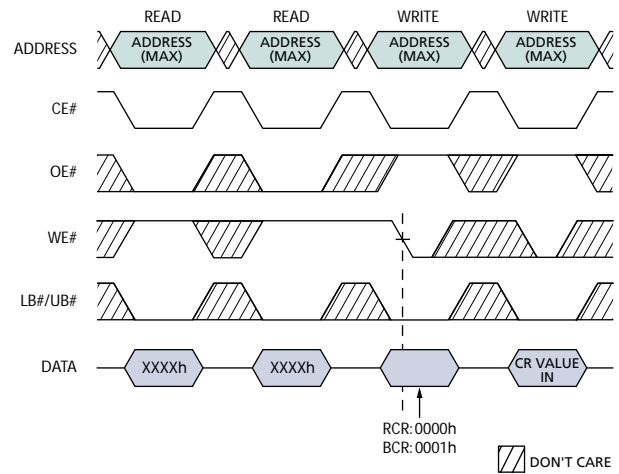 READ READ WRITE WRITE
ADDRESS ADDRESS (MAX) ADDRESS (MAX) ADDRESS (MAX) ADDRESS (MAX)
CE#
OE#
WE#
LB#/UB#
DATA XXXXh XXXXh CR VALUE IN
RCR: 0000h
BCR: 0001h
DON'T CARE